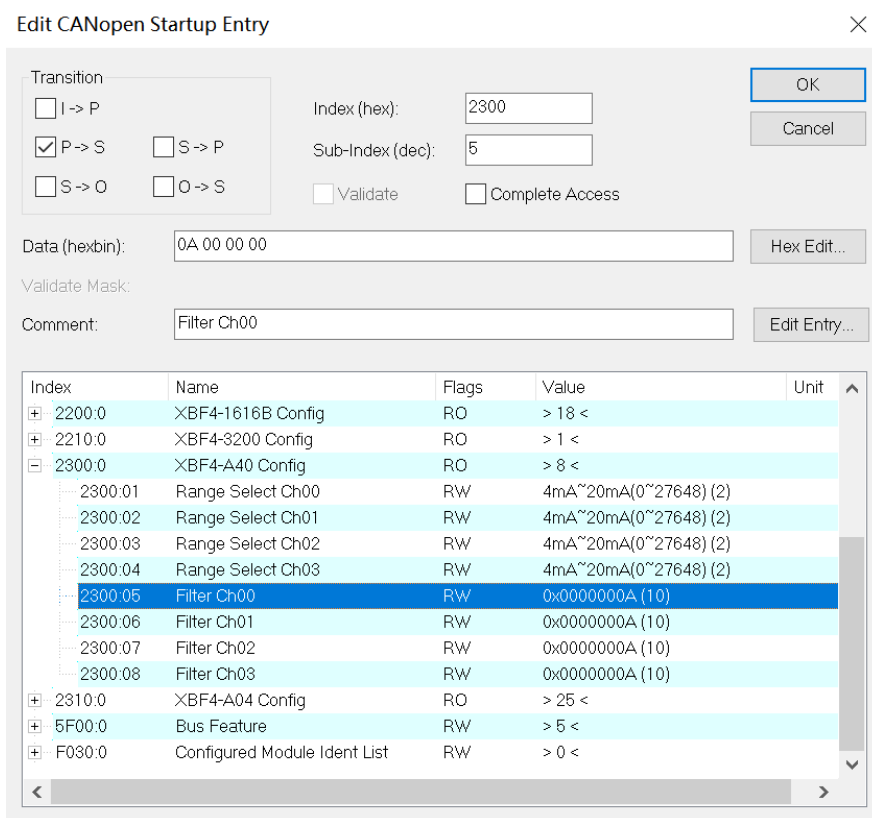 Edit CANopen Startup Entry
Transition
I -> P
P -> S
S -> P
S -> O
O -> S
Index (hex):
2300
Sub-Index (dec):
5
Validate
Complete Access
OK
Cancel
Data (hexbin):
0A 00 00 00
Hex Edit...
Validate Mask:
Comment:
Filter Ch00
Edit Entry...
Index Name Flags Value Unit
2200:0 XBF4-1616B Config RO > 18 <
2210:0 XBF4-3200 Config RO > 1 <
2300:0 XBF4-A40 Config RO > 8 <
2300:01 Range Select Ch00 RW 4mA~20mA(0~27648) (2)
2300:02 Range Select Ch01 RW 4mA~20mA(0~27648) (2)
2300:03 Range Select Ch02 RW 4mA~20mA(0~27648) (2)
2300:04 Range Select Ch03 RW 4mA~20mA(0~27648) (2)
2300:05 Filter Ch00 RW 0x0000000A (10)
2300:06 Filter Ch01 RW 0x0000000A (10)
2300:07 Filter Ch02 RW 0x0000000A (10)
2300:08 Filter Ch03 RW 0x0000000A (10)
2310:0 XBF4-A04 Config RO > 25 <
5F00:0 Bus Feature RW > 5 <
F030:0 Configured Module Ident List RW > 0 <